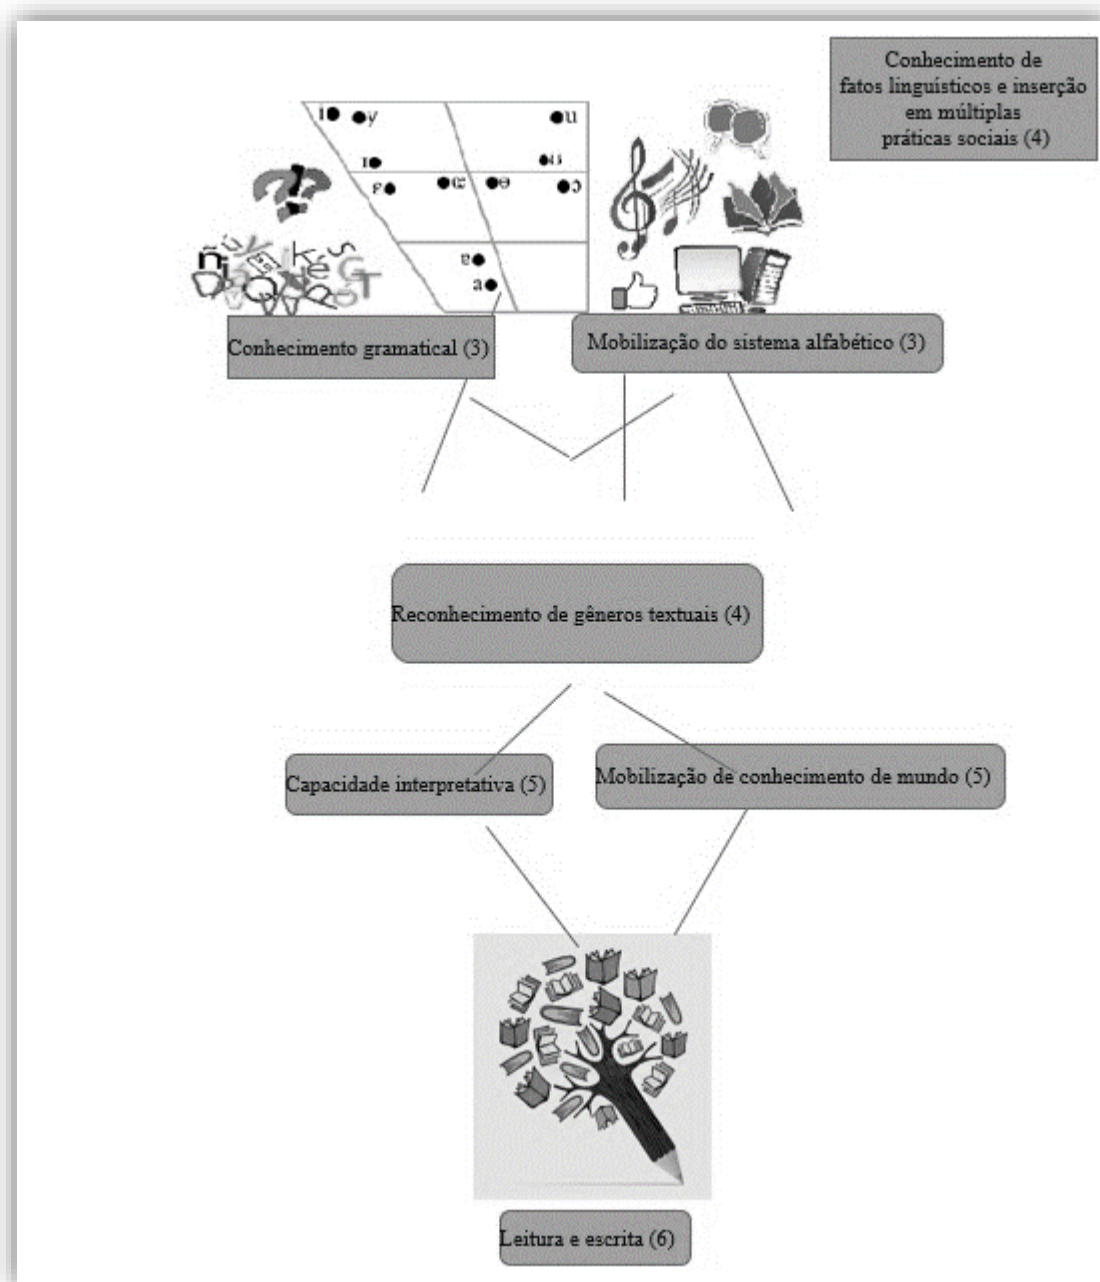 Conhecimento de
fatos linguísticos e inserção
em múltiplas
práticas sociais (4)
Conhecimento gramatical (3)
Mobilização do sistema alfabético (3)
Reconhecimento de gêneros textuais (4)
Capacidade interpretativa (5)
Mobilização de conhecimento de mundo (5)
Leitura e escrita (6)